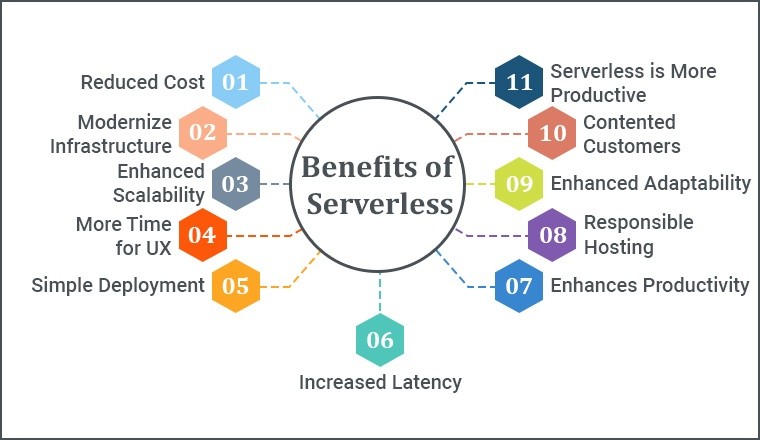 Benefits of
Serverless
Reduced Cost
01
Modernize
Infrastructure
02
Enhanced
Scalability
03
More Time
for UX
04
Simple Deployment
05
06
Increased Latency
07
Enhances Productivity
08
Responsible
Hosting
09
Enhanced Adaptability
10
Contented
Customers
11
Serverless is More
Productive